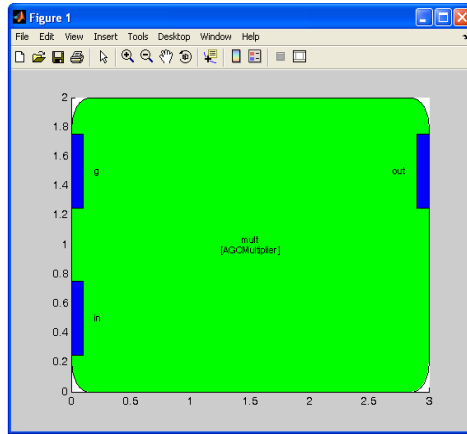 Figure 1
File Edit View Insert Tools Desktop Window Help
2
1.8
1.6
g
out
1.4
1.2
1
mult
[AGCMultiplier]
0.8
0.6
in
0.4
0.2
0
0 0.5 1 1.5 2 2.5 3